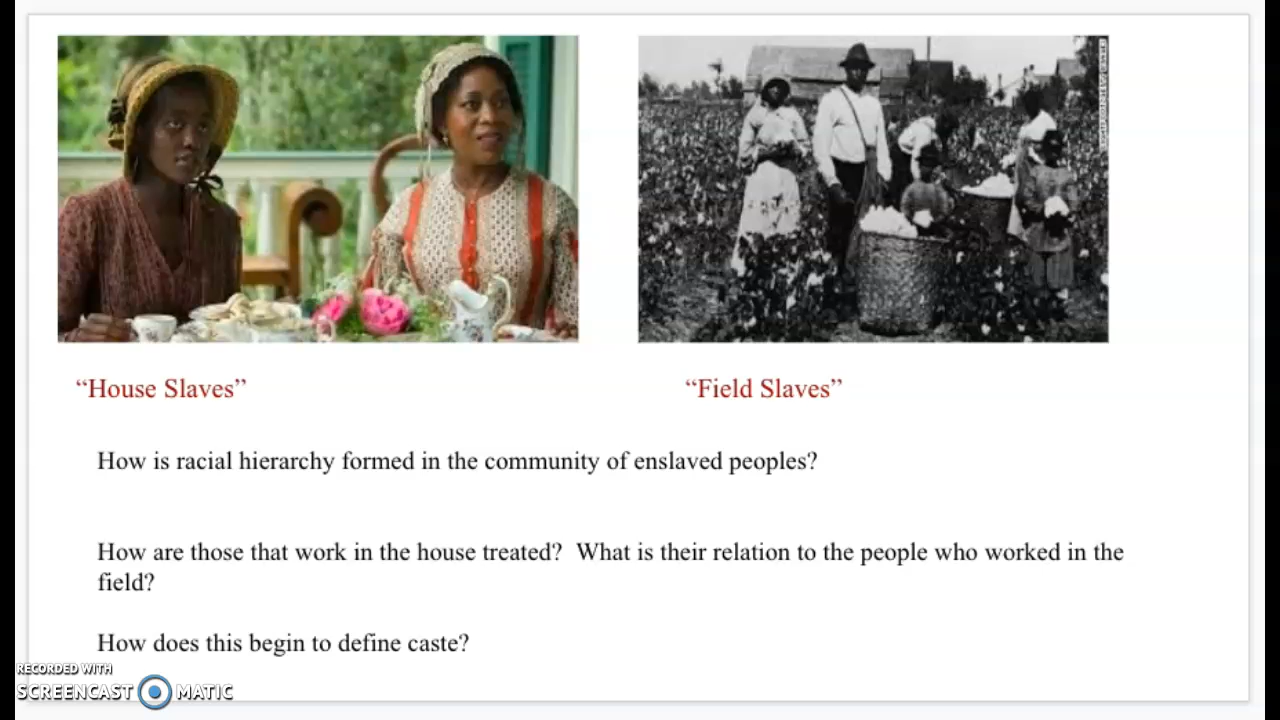 “House Slaves”
“Field Slaves”
How is racial hierarchy formed in the community of enslaved peoples?
How are those that work in the house treated?  What is their relation to the people who worked in the
field?
How does this begin to define caste?
RECORDED WITH
SCREENCAST MATIC